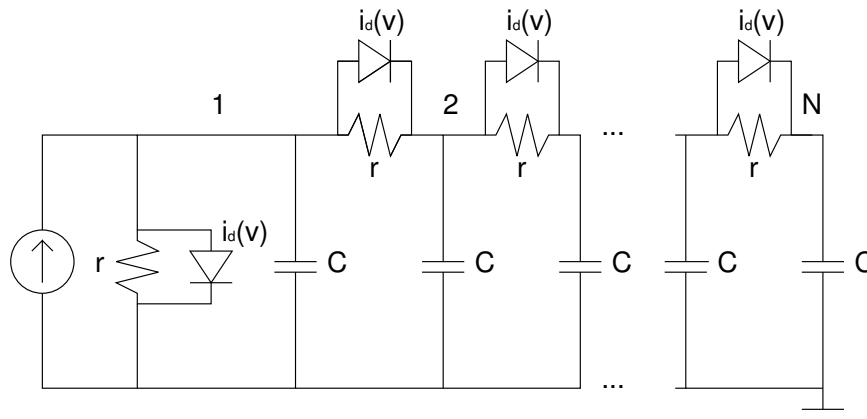 i_d(v) i_d(v) i_d(v)
1 2 N
...
r r r
i_d(v)
r C C C C C
...